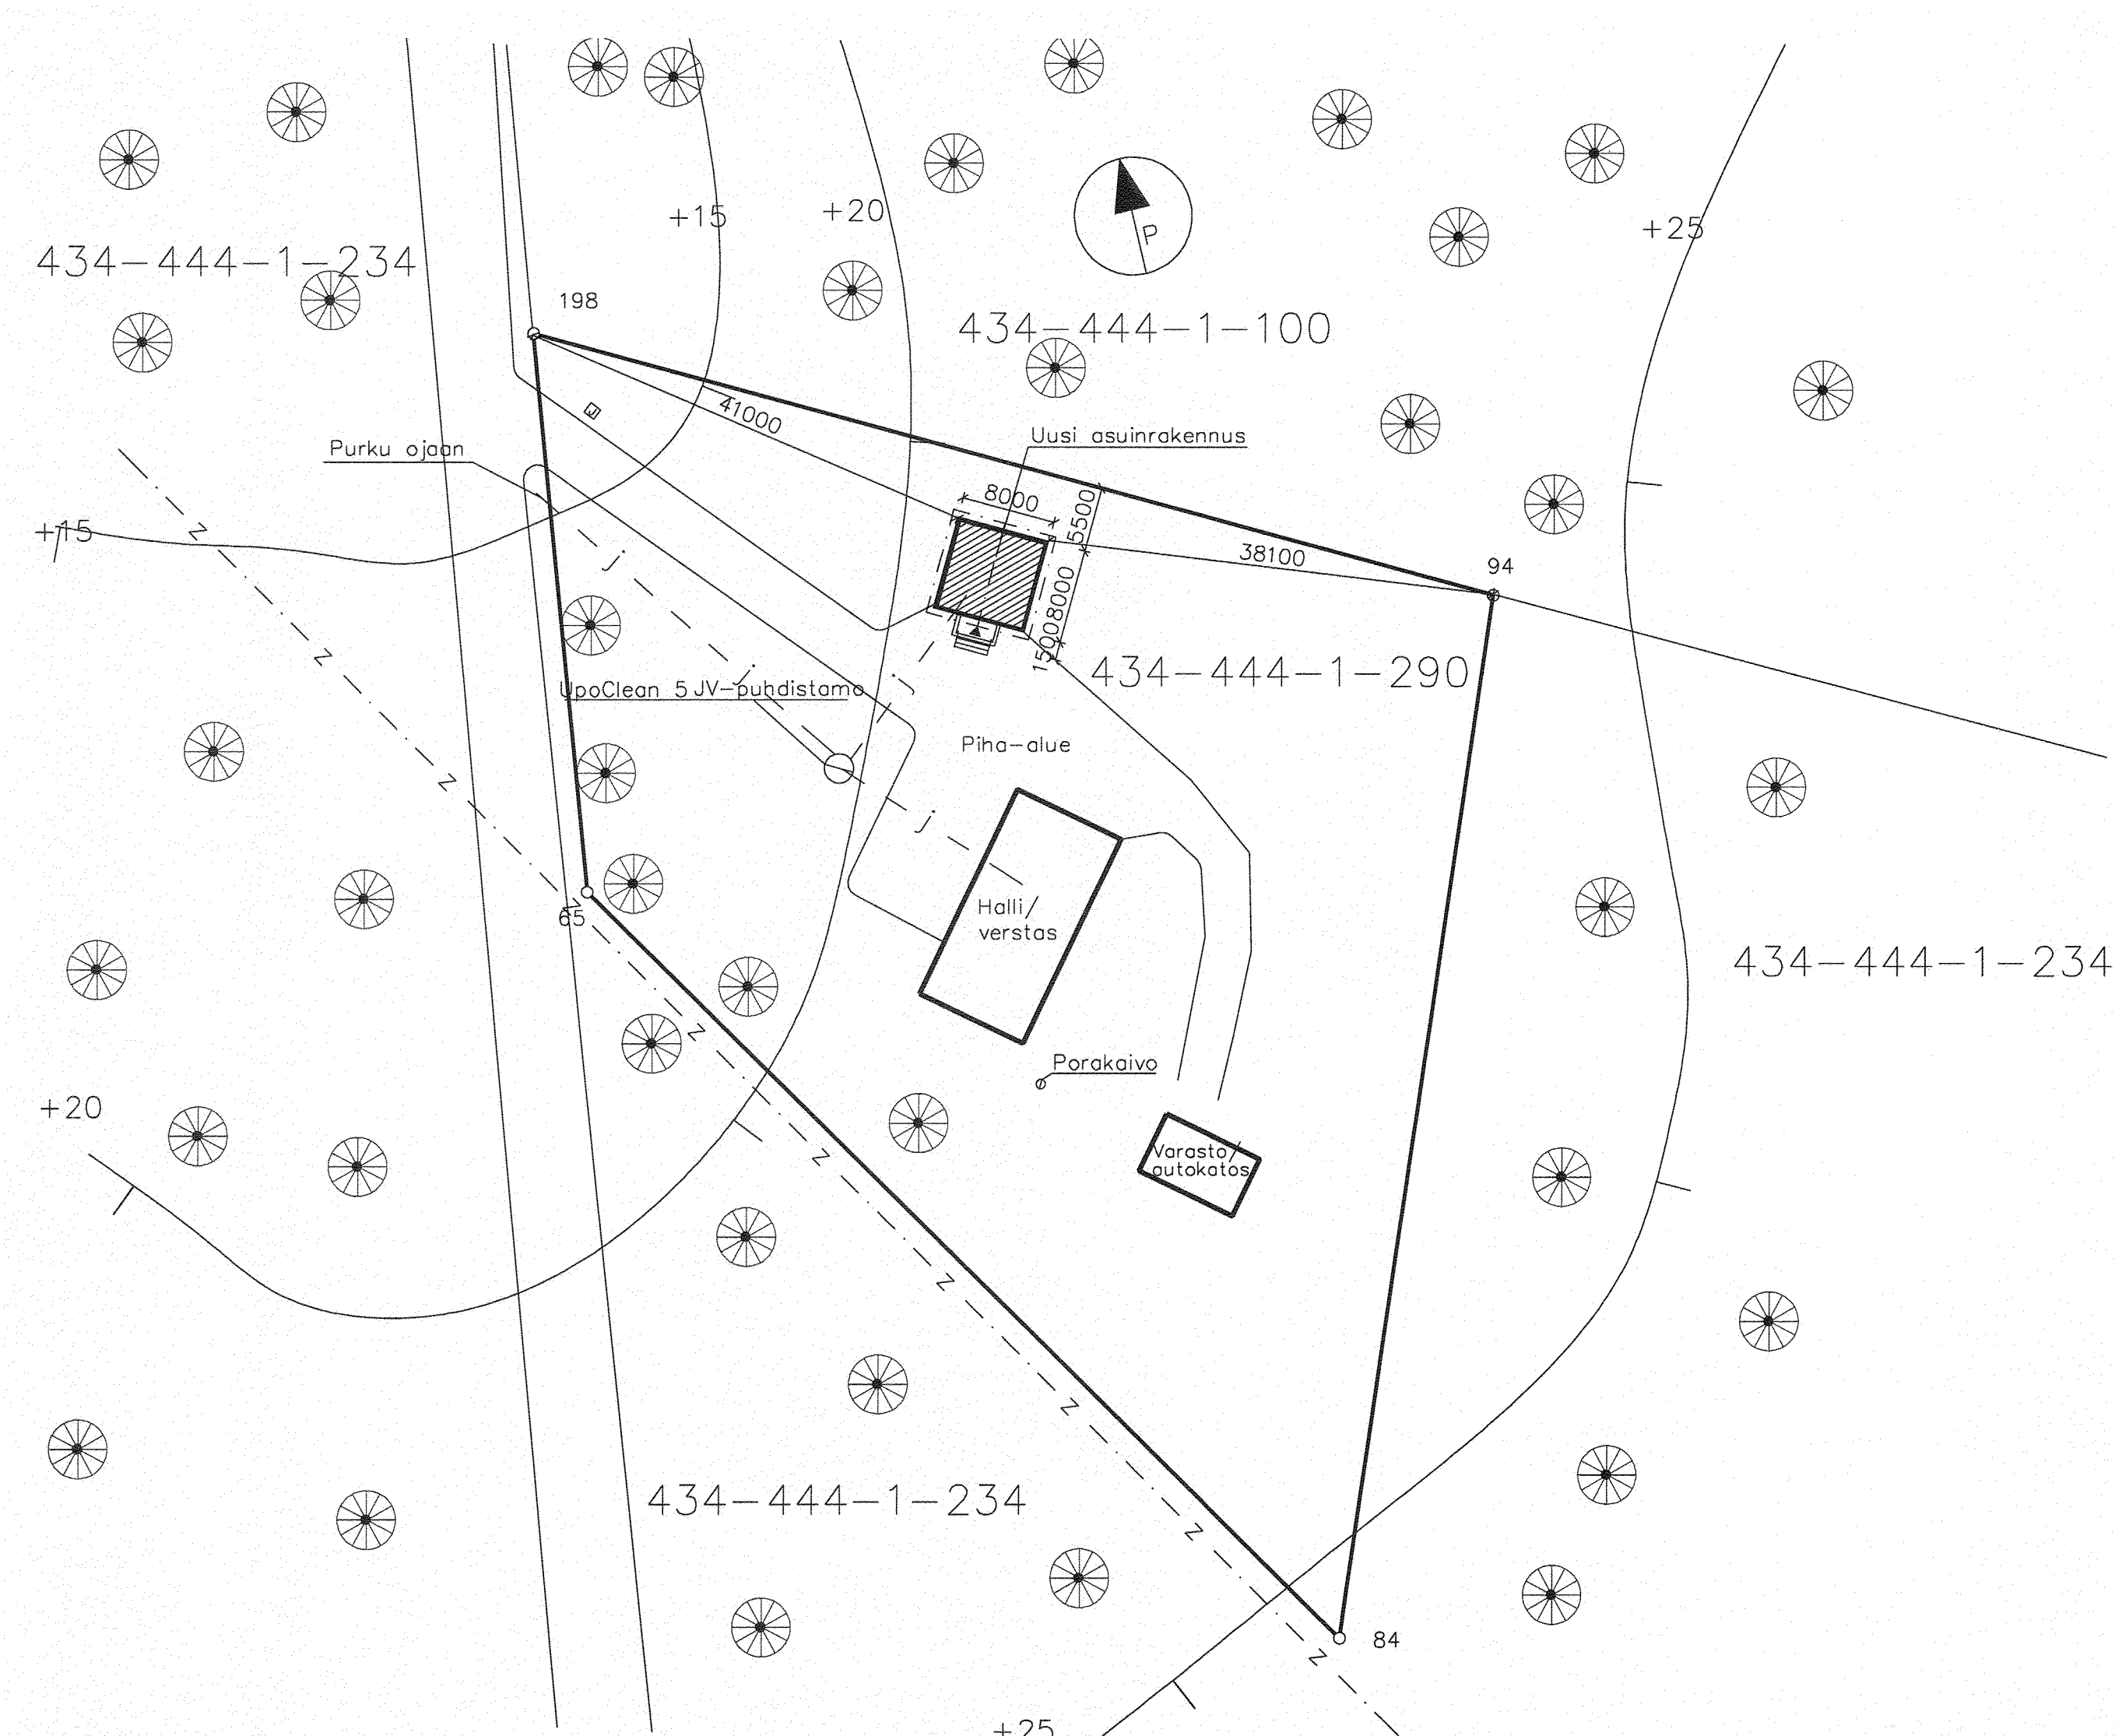 +15
+20
+25
434-444-1-234
P
198
434-444-1-100
41000
Uusi asuinrakennus
Purku ojaan
8000
5500
+15
z
j
38100
94
8000
1500
z
434-444-1-290
j
UpoClean 5 JV-puhdistamo
j
Piha-alue
z
j
Halli/
verstas
z
65
434-444-1-234
z
Porakaivo
+20
z
Varasto/
autokatos
z
z
434-444-1-234
z
84
z
+25